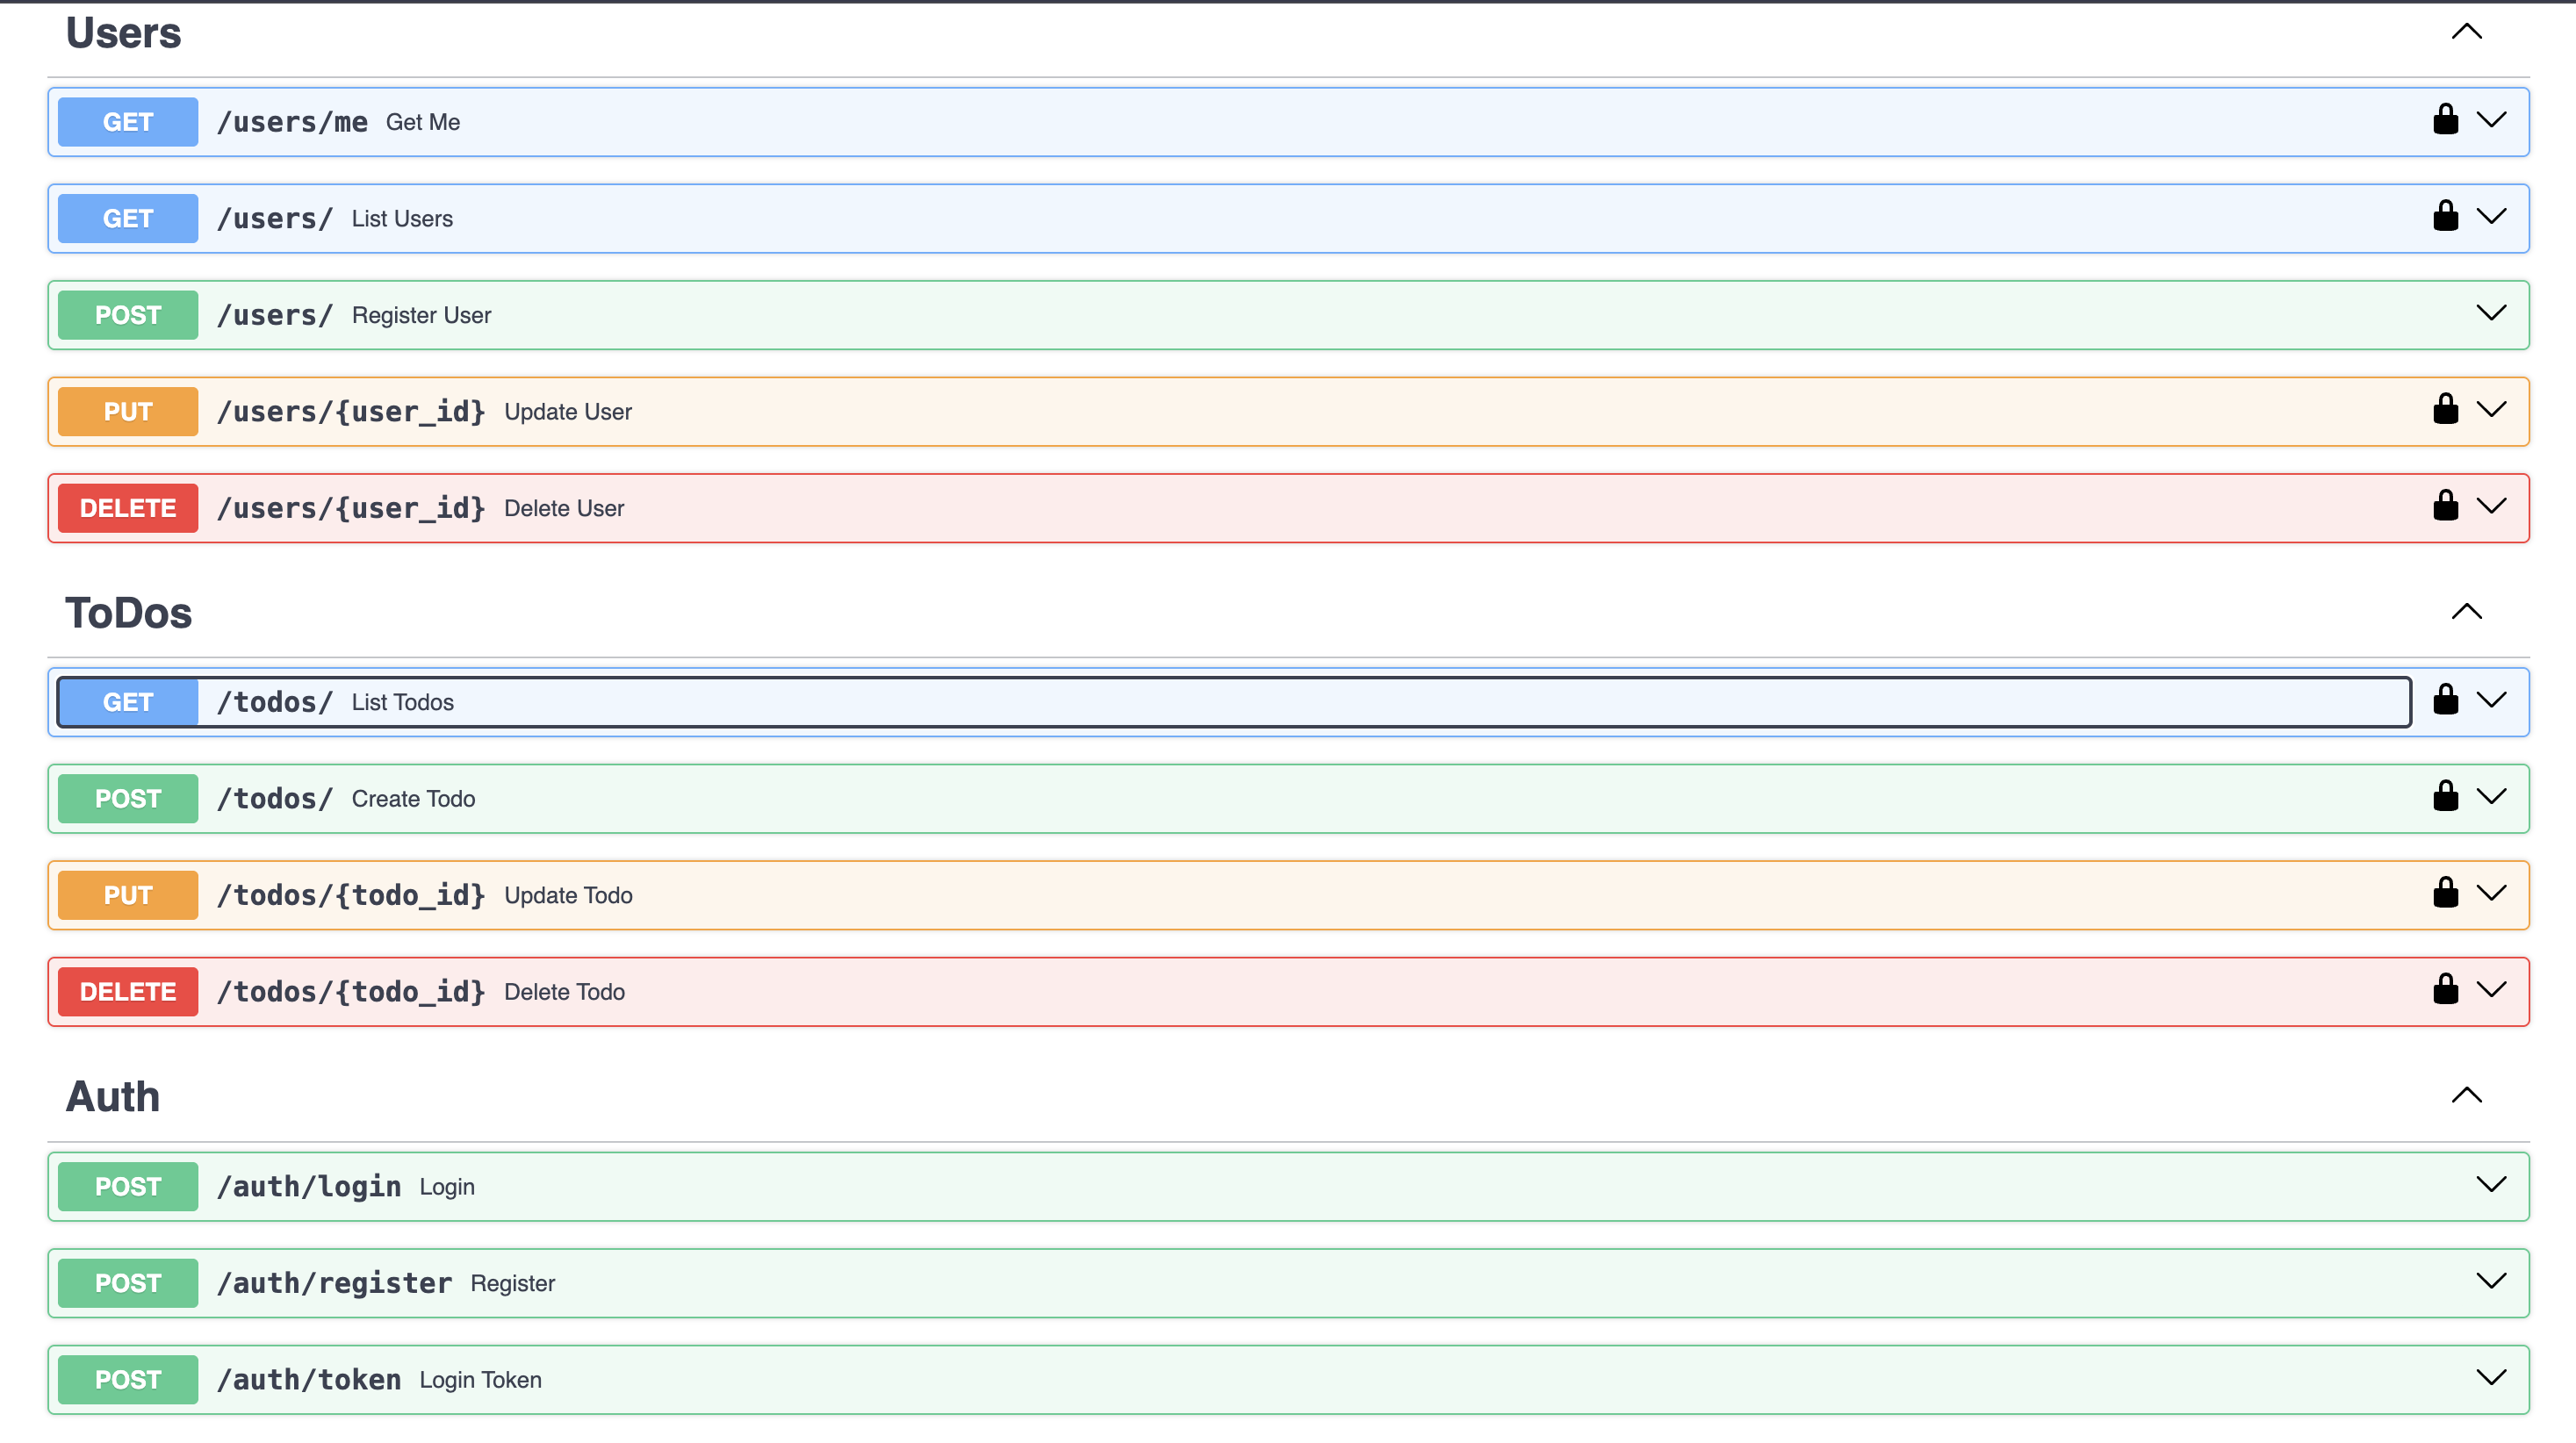 Users
GET /users/me Get Me
GET /users/ List Users
POST /users/ Register User
PUT /users/{user_id} Update User
DELETE /users/{user_id} Delete User
ToDos
GET /todos/ List Todos
POST /todos/ Create Todo
PUT /todos/{todo_id} Update Todo
DELETE /todos/{todo_id} Delete Todo
Auth
POST /auth/login Login
POST /auth/register Register
POST /auth/token Login Token